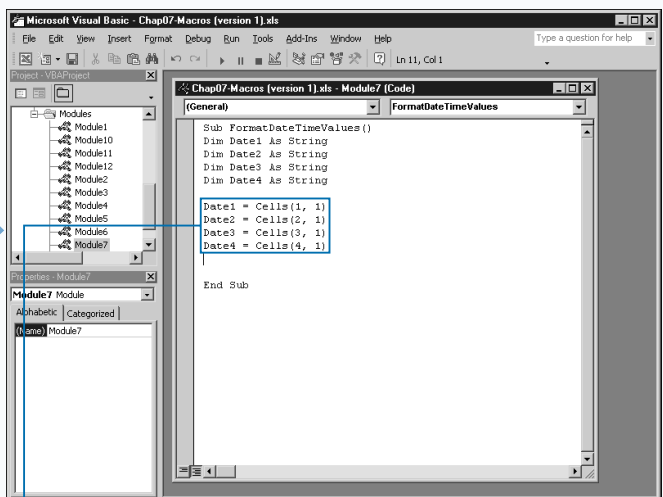 Microsoft Visual Basic - Chap07-Macros (version 1).xls
File Edit View Insert Format Debug Run Tools Add-Ins Window Help Type a question for help
Ln 11, Col 1
Project - VBAProject
Modules
Module1
Module10
Module11
Module12
Module2
Module3
Module4
Module5
Module6
Module7
Properties - Module7
Module7 Module
Alphabetic Categorized
(Name) Module7
Chap07-Macros (version 1).xls - Module7 (Code)
(General) FormatDateTimeValues
Sub FormatDateTimeValues()
Dim Date1 As String
Dim Date2 As String
Dim Date3 As String
Dim Date4 As String
Date1 = Cells(1, 1)
Date2 = Cells(2, 1)
Date3 = Cells(3, 1)
Date4 = Cells(4, 1)
End Sub